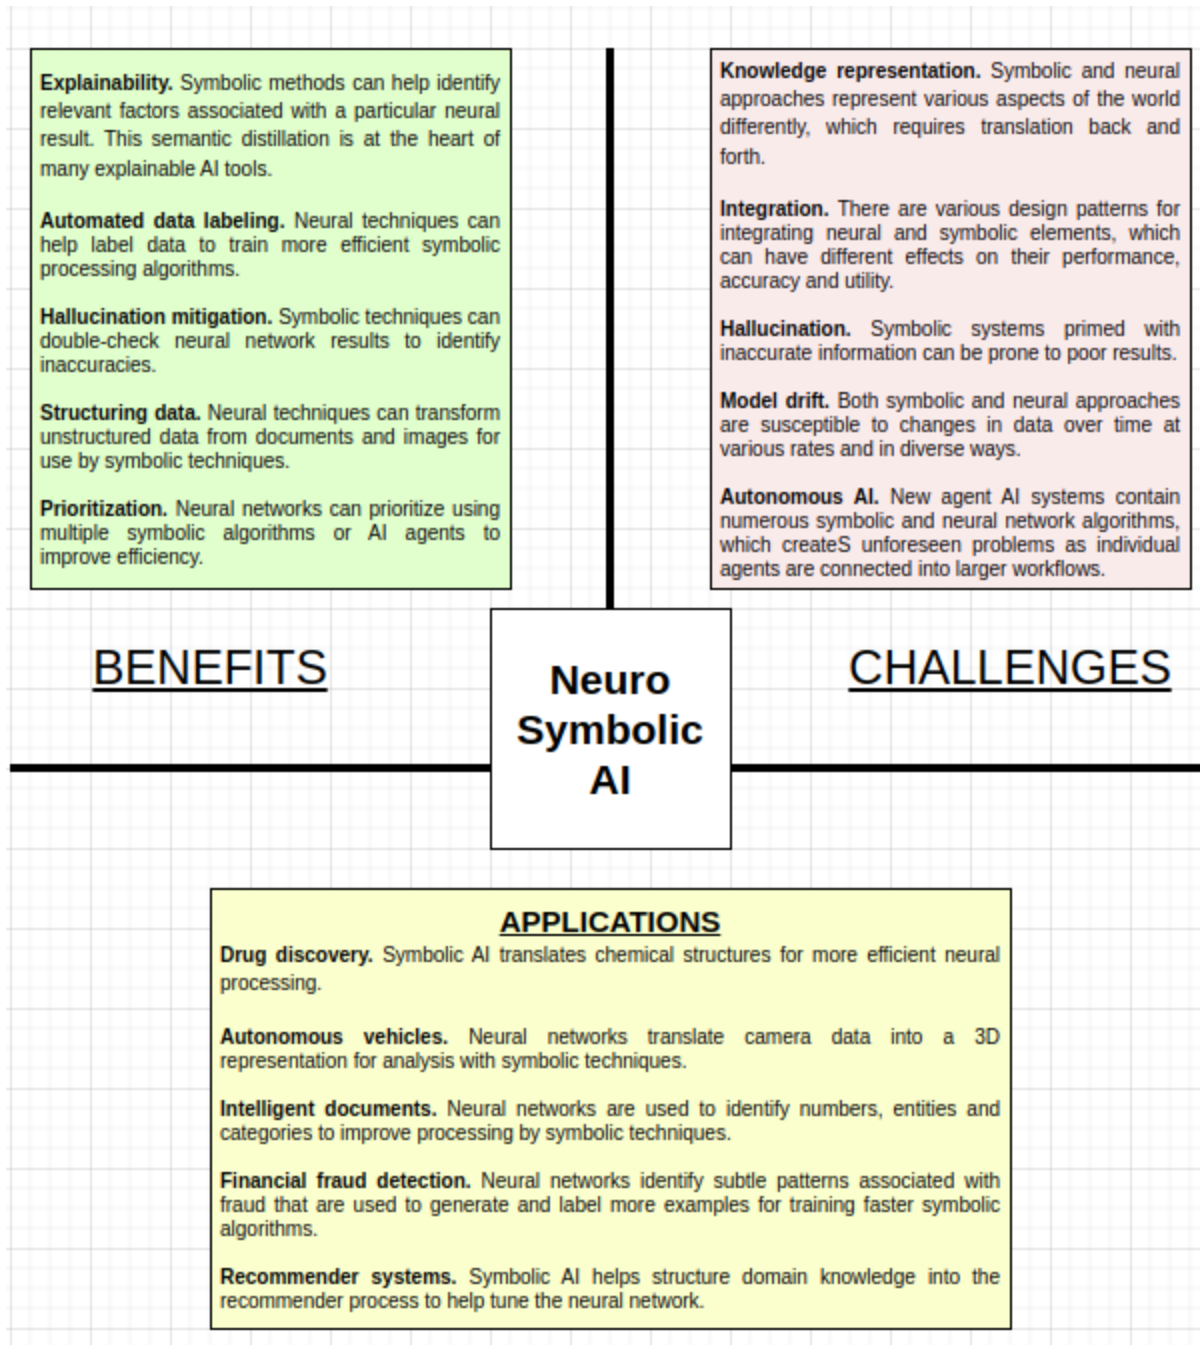 Explainability. Symbolic methods can help identify
relevant factors associated with a particular neural
result. This semantic distillation is at the heart of
many explainable AI tools.
Automated data labeling. Neural techniques can
help label data to train more efficient symbolic
processing algorithms.
Hallucination mitigation. Symbolic techniques can
double-check neural network results to identify
inaccuracies.
Structuring data. Neural techniques can transform
unstructured data from documents and images for
use by symbolic techniques.
Prioritization. Neural networks can prioritize using
multiple symbolic algorithms or AI agents to
improve efficiency.
BENEFITS
Knowledge representation. Symbolic and neural
approaches represent various aspects of the world
differently, which requires translation back and
forth.
Integration. There are various design patterns for
integrating neural and symbolic elements, which
can have different effects on their performance,
accuracy and utility.
Hallucination. Symbolic systems primed with
inaccurate information can be prone to poor results.
Model drift. Both symbolic and neural approaches
are susceptible to changes in data over time at
various rates and in diverse ways.
Autonomous AI. New agent AI systems contain
numerous symbolic and neural network algorithms,
which createS unforeseen problems as individual
agents are connected into larger workflows.
CHALLENGES
Neuro
Symbolic
AI
APPLICATIONS
Drug discovery. Symbolic AI translates chemical structures for more efficient neural
processing.
Autonomous vehicles. Neural networks translate camera data into a 3D
representation for analysis with symbolic techniques.
Intelligent documents. Neural networks are used to identify numbers, entities and
categories to improve processing by symbolic techniques.
Financial fraud detection. Neural networks identify subtle patterns associated with
fraud that are used to generate and label more examples for training faster symbolic
algorithms.
Recommender systems. Symbolic AI helps structure domain knowledge into the
recommender process to help tune the neural network.